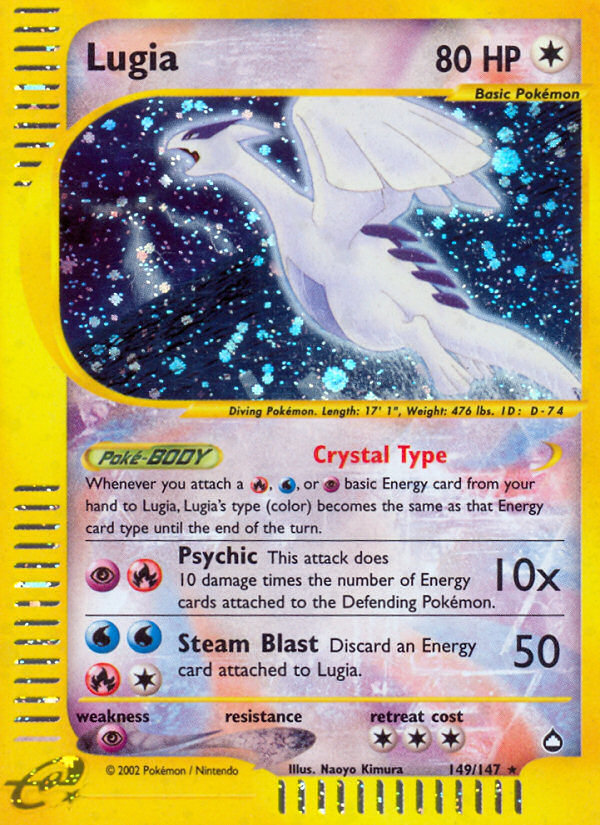 Lugia 80 HP
Basic Pokémon
Diving Pokémon. Length: 17' 1", Weight: 476 lbs. ID: D-74
Poké-BODY Crystal Type
Whenever you attach a , , or basic Energy card from your
hand to Lugia, Lugia's type (color) becomes the same as that Energy
card type until the end of the turn.
Psychic This attack does
10 damage times the number of Energy
cards attached to the Defending Pokémon.
10x
Steam Blast Discard an Energy
card attached to Lugia.
50
weakness resistance retreat cost
© 2002 Pokémon / Nintendo Illus. Naoyo Kimura 149/147 ★